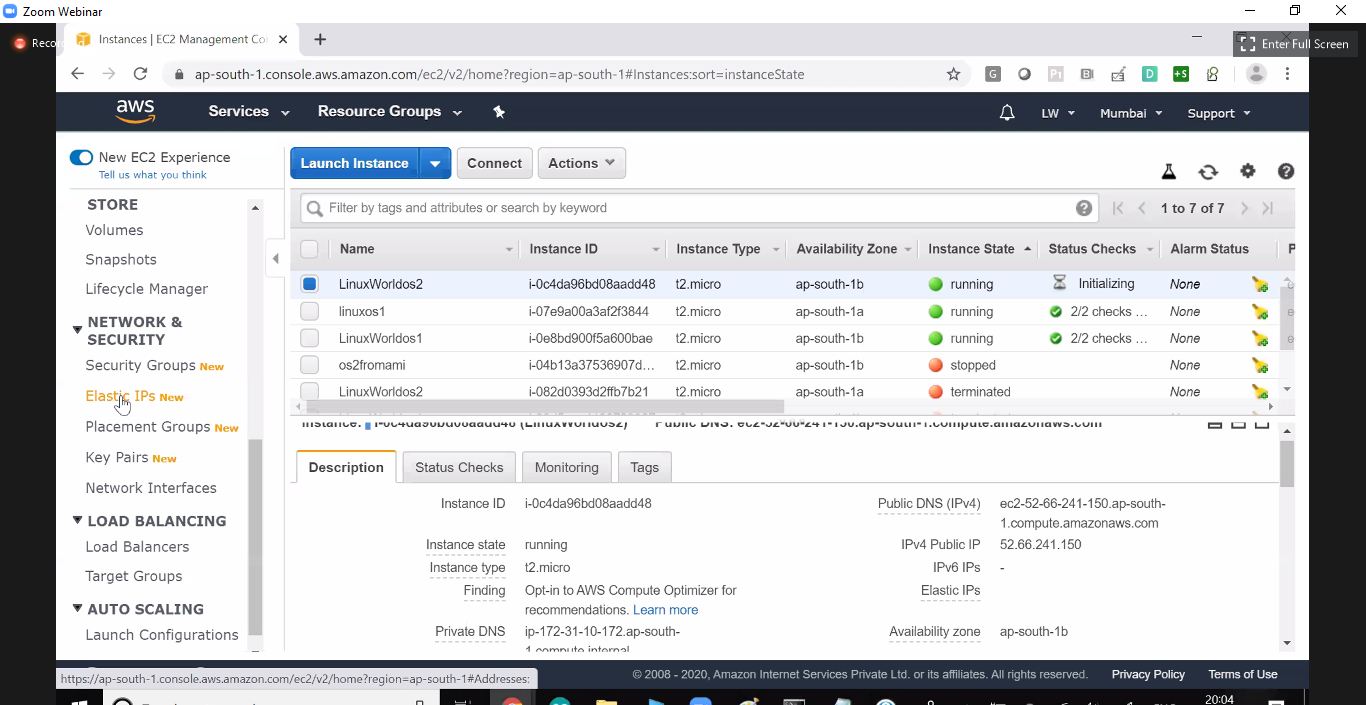 Zoom Webinar
Instances | EC2 Management Co
Enter Full Screen
ap-south-1.console.aws.amazon.com/ec2/v2/home?region=ap-south-1#Instances:sort=instanceState
aws Services Resource Groups LW Mumbai Support
New EC2 Experience
Tell us what you think
Launch Instance Connect Actions
STORE
Volumes
Snapshots
Lifecycle Manager
NETWORK &
SECURITY
Security Groups New
Elastic IPs New
Placement Groups New
Key Pairs New
Network Interfaces
LOAD BALANCING
Load Balancers
Target Groups
AUTO SCALING
Launch Configurations
Filter by tags and attributes or search by keyword 1 to 7 of 7
Name Instance ID Instance Type Availability Zone Instance State Status Checks Alarm Status
LinuxWorldos2 i-0c4da96bd08aadd48 t2.micro ap-south-1b running Initializing None
linuxos1 i-07e9a00a3af2f3844 t2.micro ap-south-1a running 2/2 checks ... None
LinuxWorldos1 i-0e8bd900f5a600bae t2.micro ap-south-1b running 2/2 checks ... None
os2fromami i-04b13a37536907d... t2.micro ap-south-1b stopped None
LinuxWorldos2 i-082d0393d2ffb7b21 t2.micro ap-south-1a terminated None
Instance: i-0c4da96bd08aadd48 (LinuxWorldos2) Public DNS: ec2-52-66-241-150.ap-south-1.compute.amazonaws.com
Description Status Checks Monitoring Tags
Instance ID i-0c4da96bd08aadd48
Instance state running
Instance type t2.micro
Finding Opt-in to AWS Compute Optimizer for
recommendations. Learn more
Private DNS ip-172-31-10-172.ap-south-
1.compute.internal
Public DNS (IPv4) ec2-52-66-241-150.ap-south-
1.compute.amazonaws.com
IPv4 Public IP 52.66.241.150
IPv6 IPs -
Elastic IPs
Availability zone ap-south-1b
https://ap-south-1.console.aws.amazon.com/ec2/v2/home?region=ap-south-1#Addresses:
© 2008 - 2020, Amazon Internet Services Private Ltd. or its affiliates. All rights reserved. Privacy Policy Terms of Use
20:04